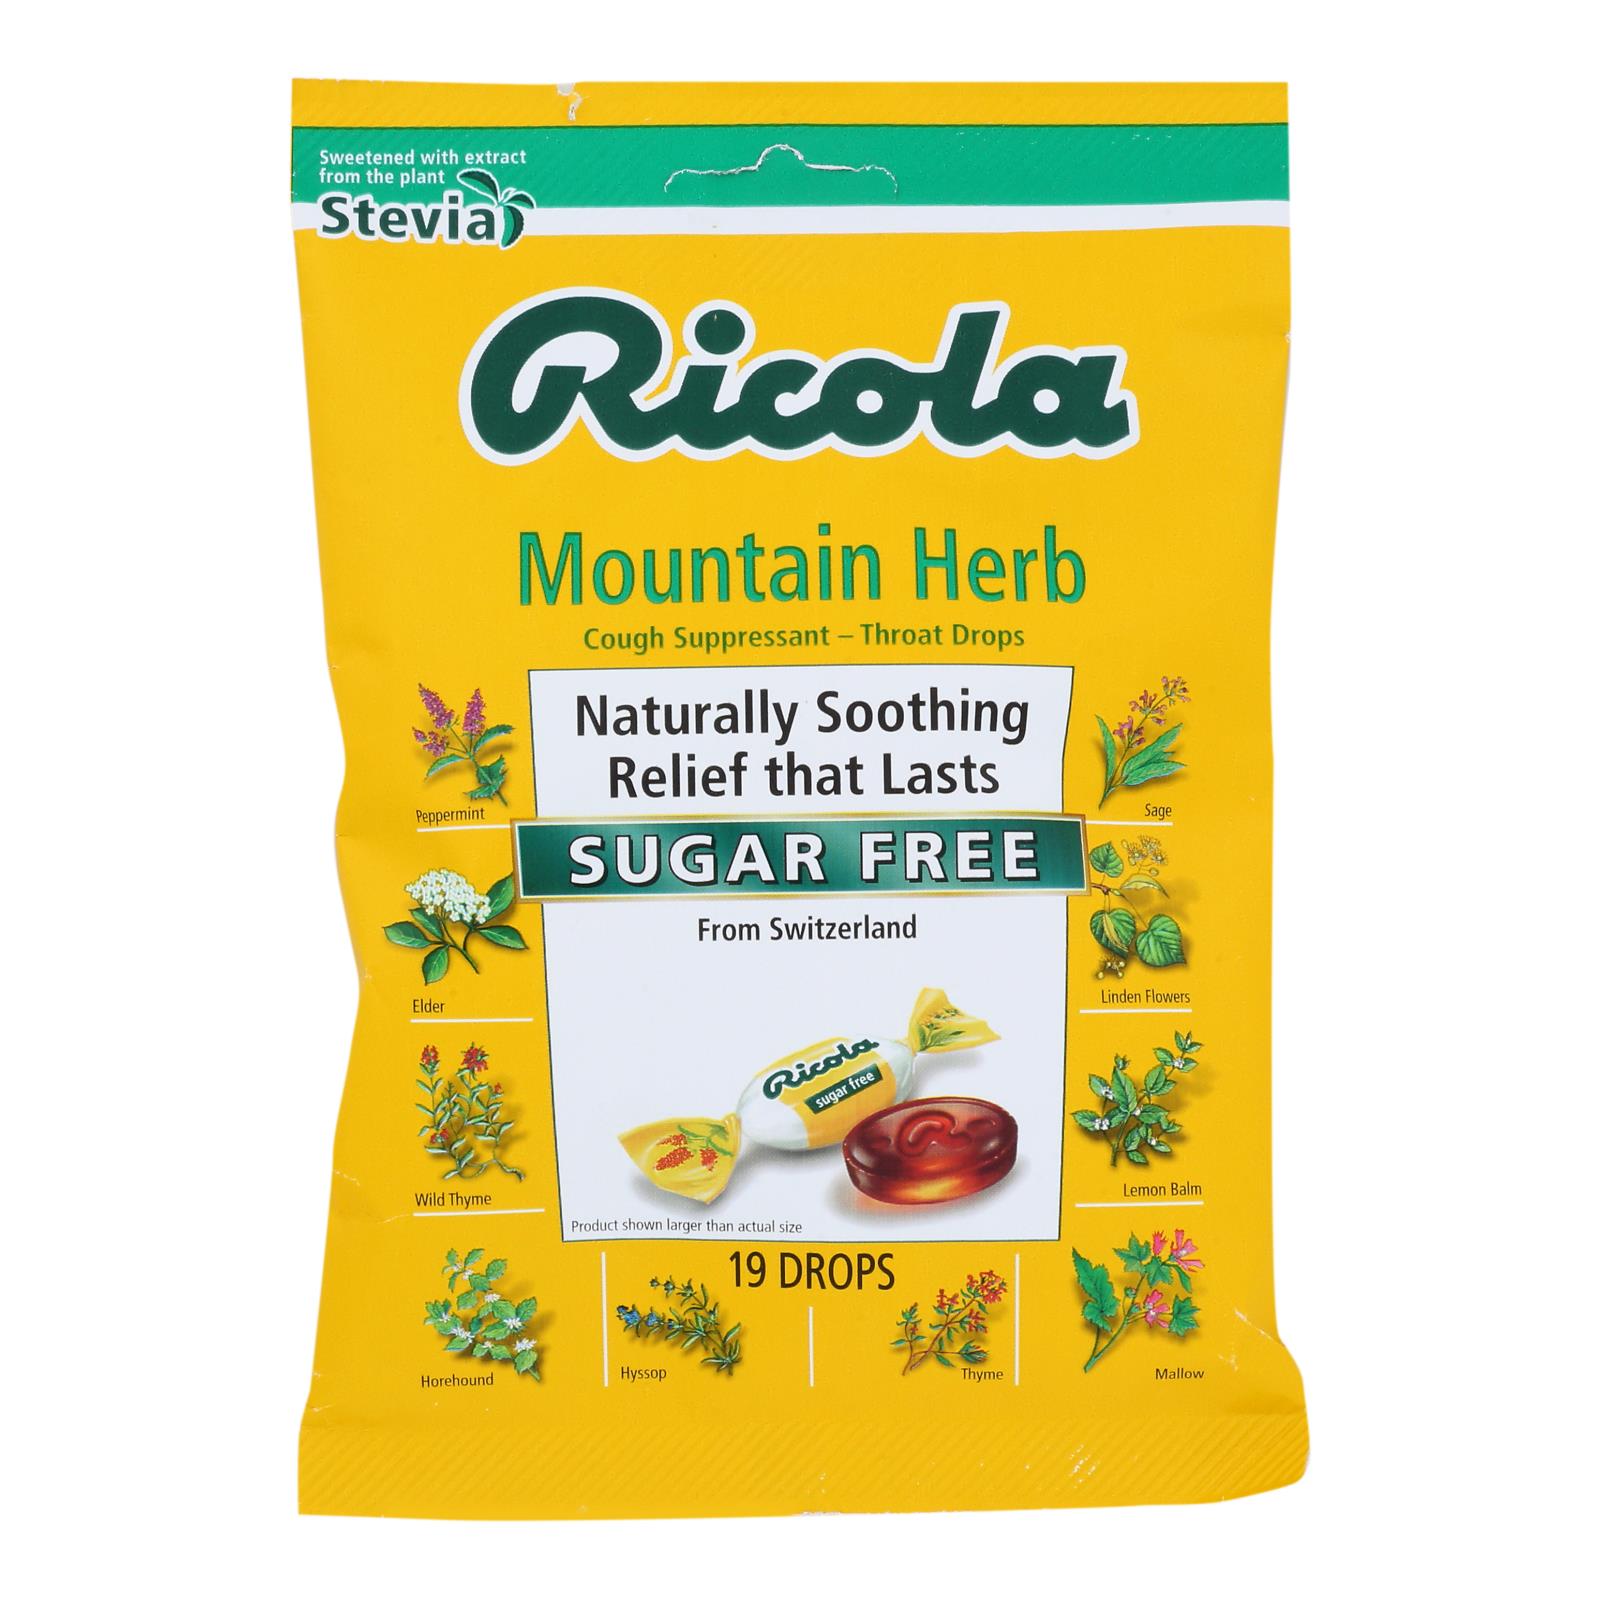 Sweetened with extract
from the plant
Stevia
Ricola
Mountain Herb
Cough Suppressant – Throat Drops
Naturally Soothing
Relief that Lasts
SUGAR FREE
From Switzerland
Peppermint
Sage
Elder
Linden Flowers
Ricola
sugar free
Wild Thyme
Lemon Balm
Product shown larger than actual size
19 DROPS
Horehound
Hyssop
Thyme
Mallow